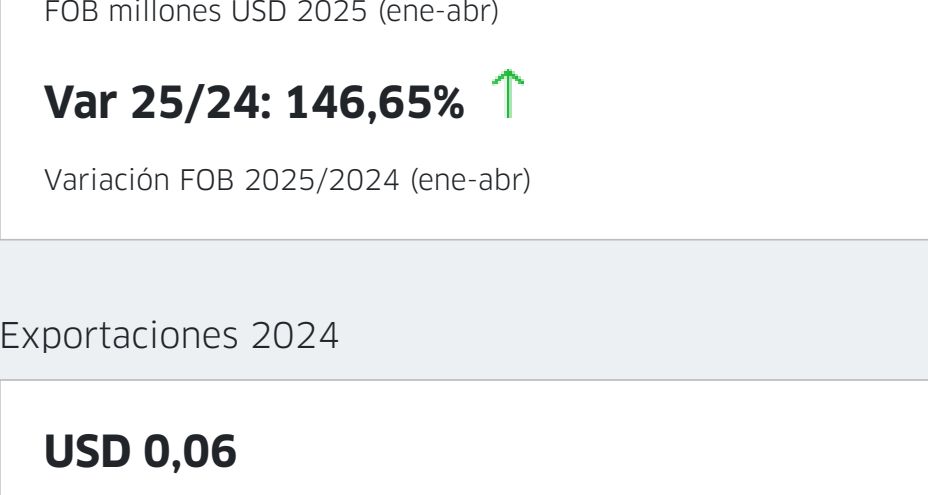 FOB millones USD 2025 (ene-abr)
Var 25/24: 146,65% ↑
Variación FOB 2025/2024 (ene-abr)
Exportaciones 2024
USD 0,06